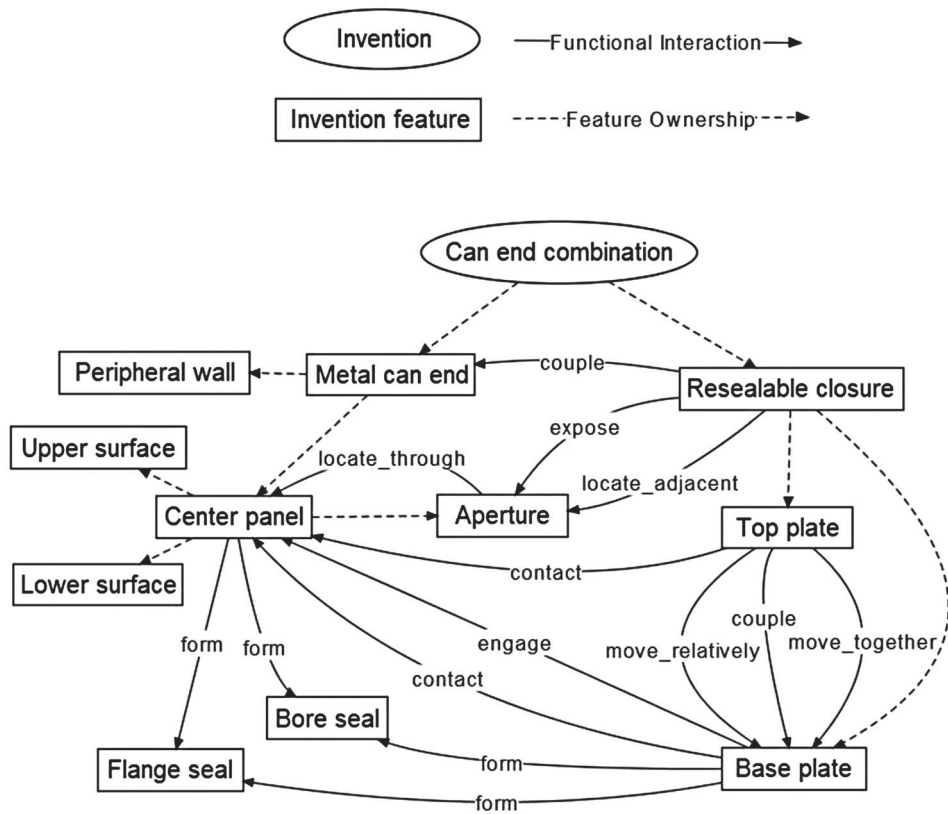 Invention
Functional Interaction
Invention feature
Feature Ownership
Can end combination
Peripheral wall
Metal can end
couple
Resealable closure
Upper surface
expose
locate_through
locate_adjacent
Center panel
Aperture
Top plate
Lower surface
contact
couple
form
form
engage
move_relatively
move_together
contact
Bore seal
Flange seal
form
Base plate
form